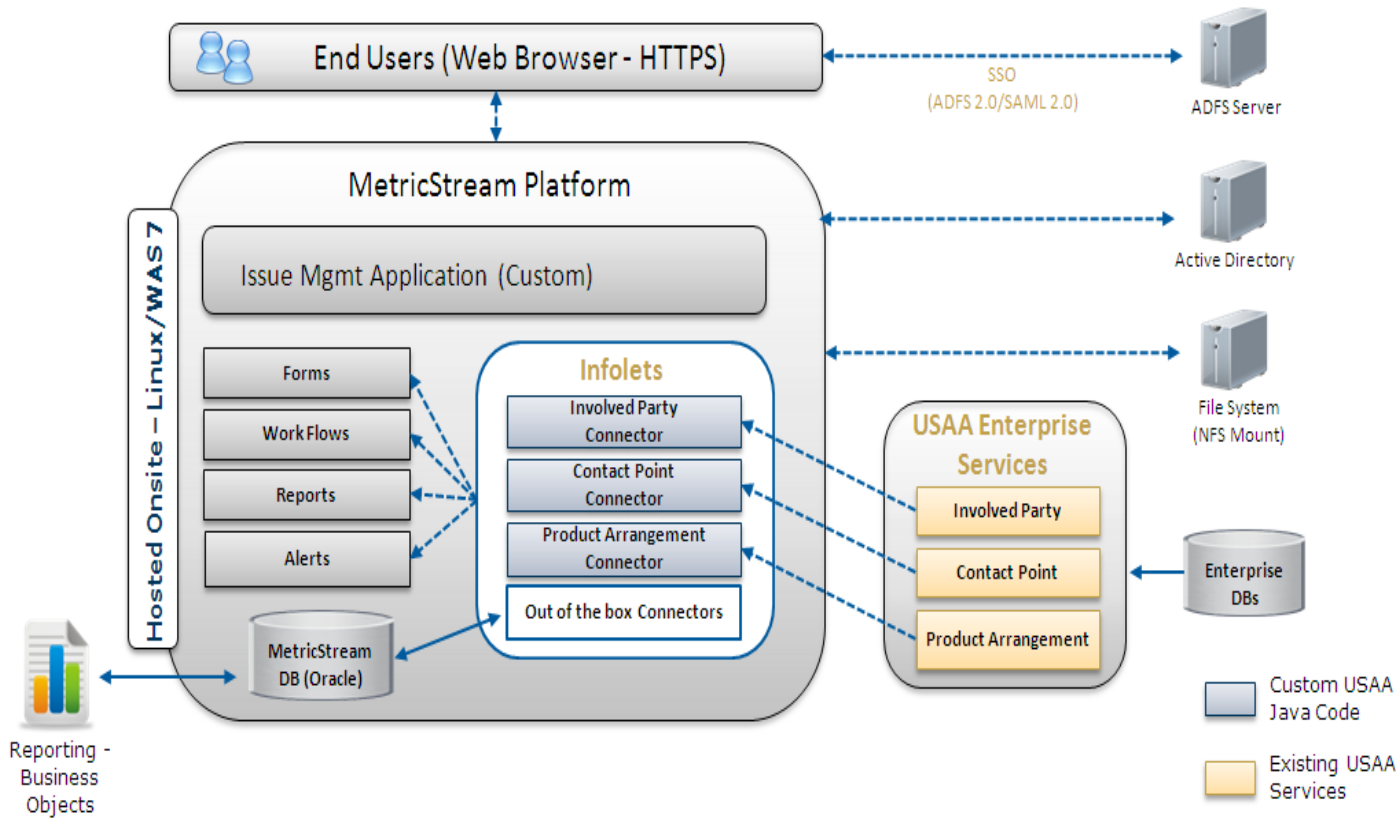 End Users (Web Browser - HTTPS)
SSO
(ADFS 2.0/SAML 2.0)
ADFS Server
MetricStream Platform
Hosted Onsite – Linux/WAS 7
Issue Mgmt Application (Custom)
Active Directory
Forms
Work Flows
Reports
Alerts
Infolets
Involved Party
Connector
Contact Point
Connector
Product Arrangement
Connector
Out of the box Connectors
File System
(NFS Mount)
USAA Enterprise
Services
Involved Party
Contact Point
Product Arrangement
Enterprise
DBs
MetricStream
DB (Oracle)
Reporting -
Business
Objects
Custom USAA
Java Code
Existing USAA
Services